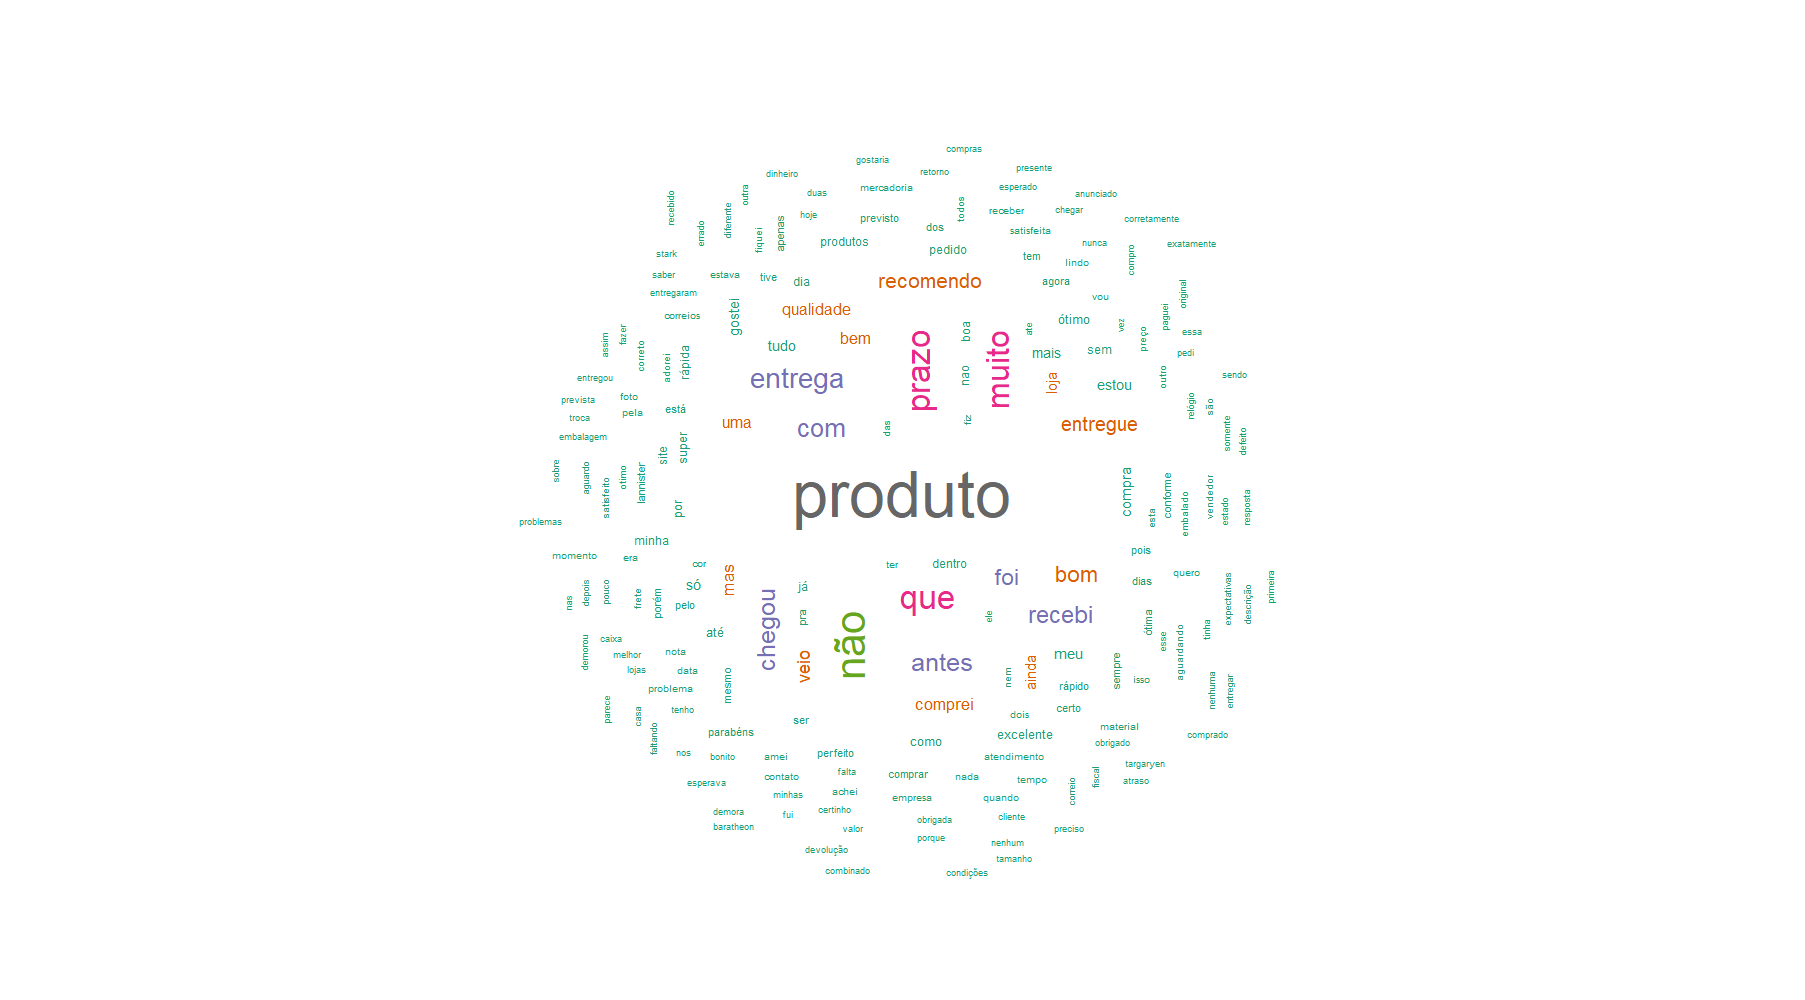 compras
gostaria
presente
retorno
dinheiro
mercadoria
esperado
duas
anunciado
outra
recebido
todos
receber
chegar
hoje
previsto
corretamente
diferente
dos
errado
apenas
fiquei
satisfeita
produtos
nunca
exatamente
pedido
stark
tem
compro
lindo
saber
estava
tive
dia
recomendo
agora
entregaram
original
vou
qualidade
correios
gostei
paguei
ótimo
vez
ate
boa
essa
fazer
bem
preço
assim
tudo
correto
mais
sem
pedi
adorei
rápida
prazo
muito
nao
outro
sendo
entregou
entrega
loja
estou
foto
prevista
relógio
são
está
pela
troca
fiz
uma
com
das
entregue
embalagem
somente
defeito
super
site
sobre
aguardo
otimo
lannister
satisfeito
por
produto
compra
conforme
esta
embalado
vendedor
estado
resposta
problemas
minha
momento
era
cor
ter
dentro
pois
foi
bom
quero
dias
mas
só
já
primeira
nas
depois
pouco
frete
porém
pelo
que
expectativas
descrição
recebi
ele
pra
ótima
tinha
até
chegou
não
esse
caixa
demorou
aguardando
nota
melhor
meu
lojas
data
veio
antes
nem
ainda
sempre
isso
problema
mesmo
rápido
nenhuma
entregar
comprei
parece
casa
tenho
certo
dois
ser
material
faltando
parabéns
excelente
comprado
como
obrigado
nos
bonito
amei
perfeito
atendimento
targaryen
falta
contato
comprar
nada
tempo
fiscal
atraso
esperava
correio
minhas
achei
empresa
quando
demora
fui
certinho
cliente
obrigada
baratheon
valor
preciso
porque
nenhum
devolução
tamanho
combinado
condições